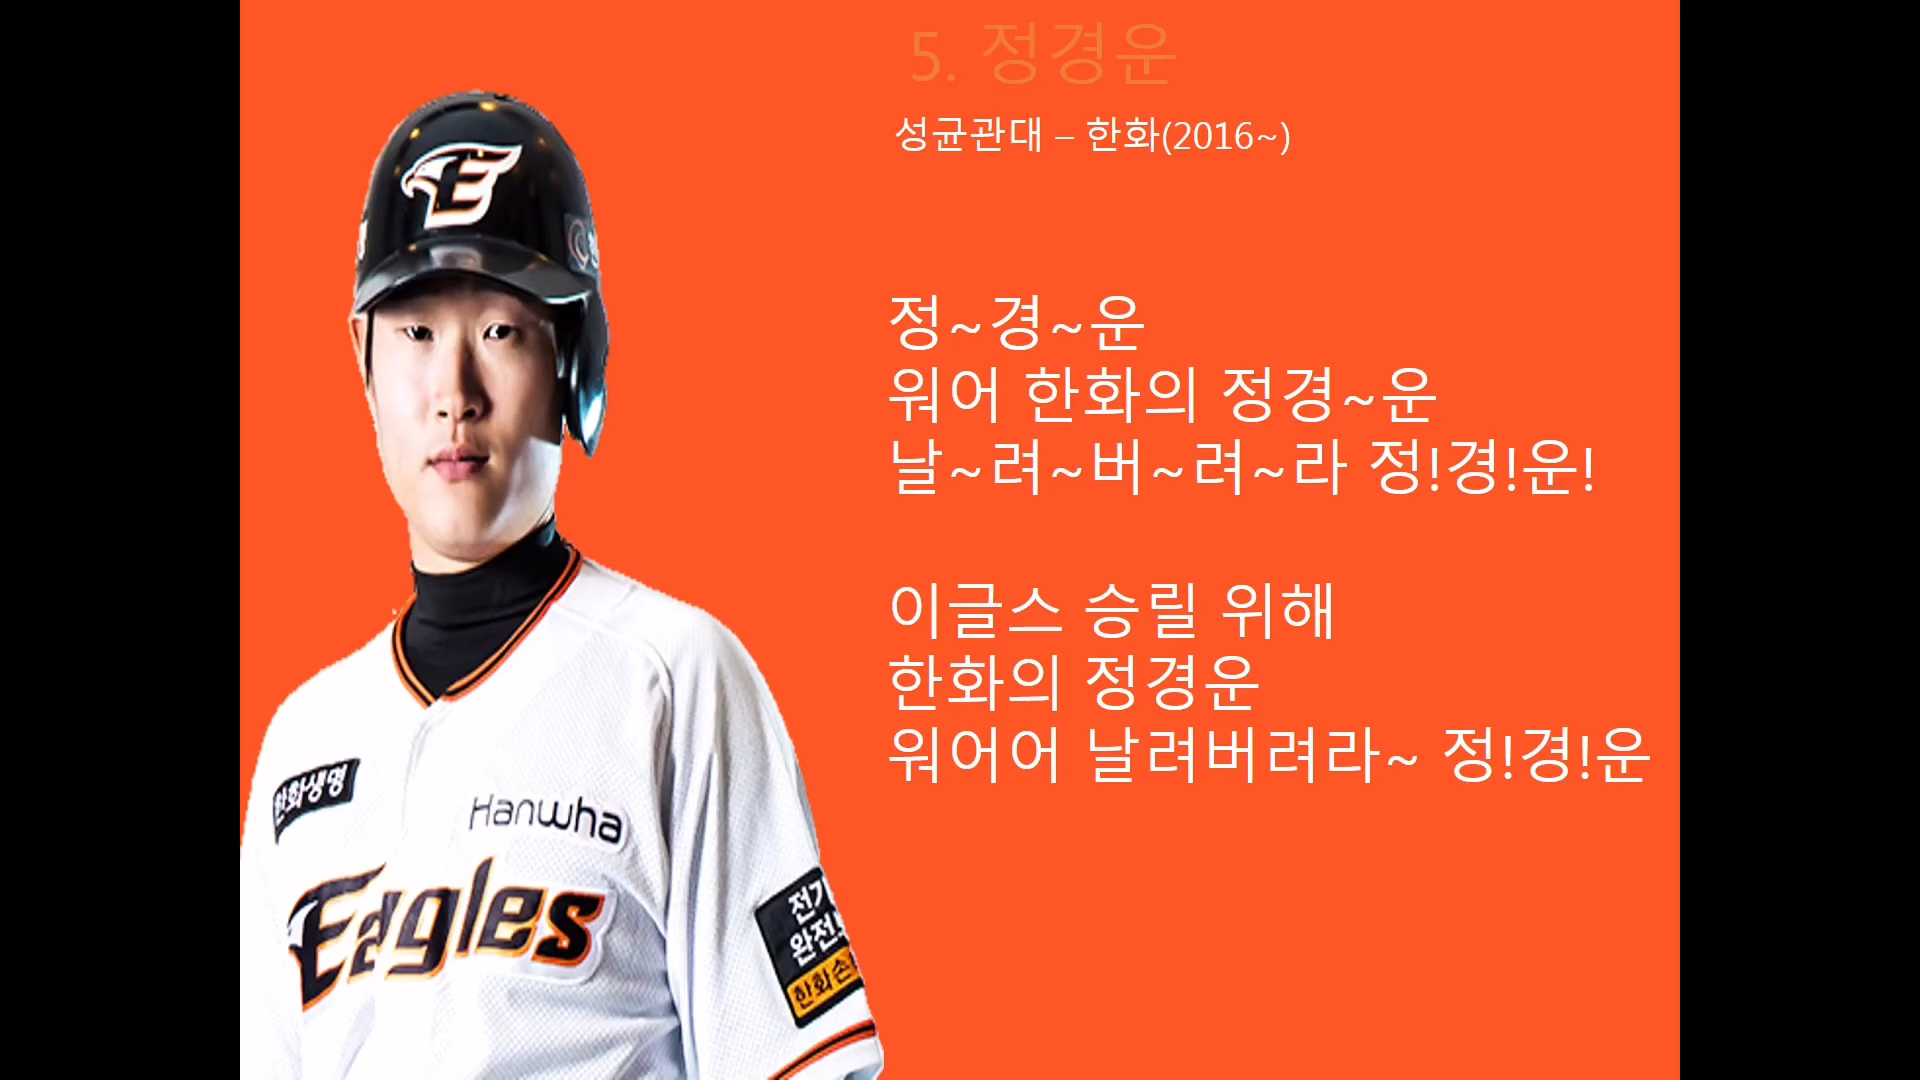 5. 정경운
성균관대 – 한화(2016~)
정~경~운
워어 한화의 정경~운
날~려~버~려~라 정!경!운!
이글스 승릴 위해
한화의 정경운
워어어 날려버려라~ 정!경!운
E
한화생명
Hanwha
Eagles